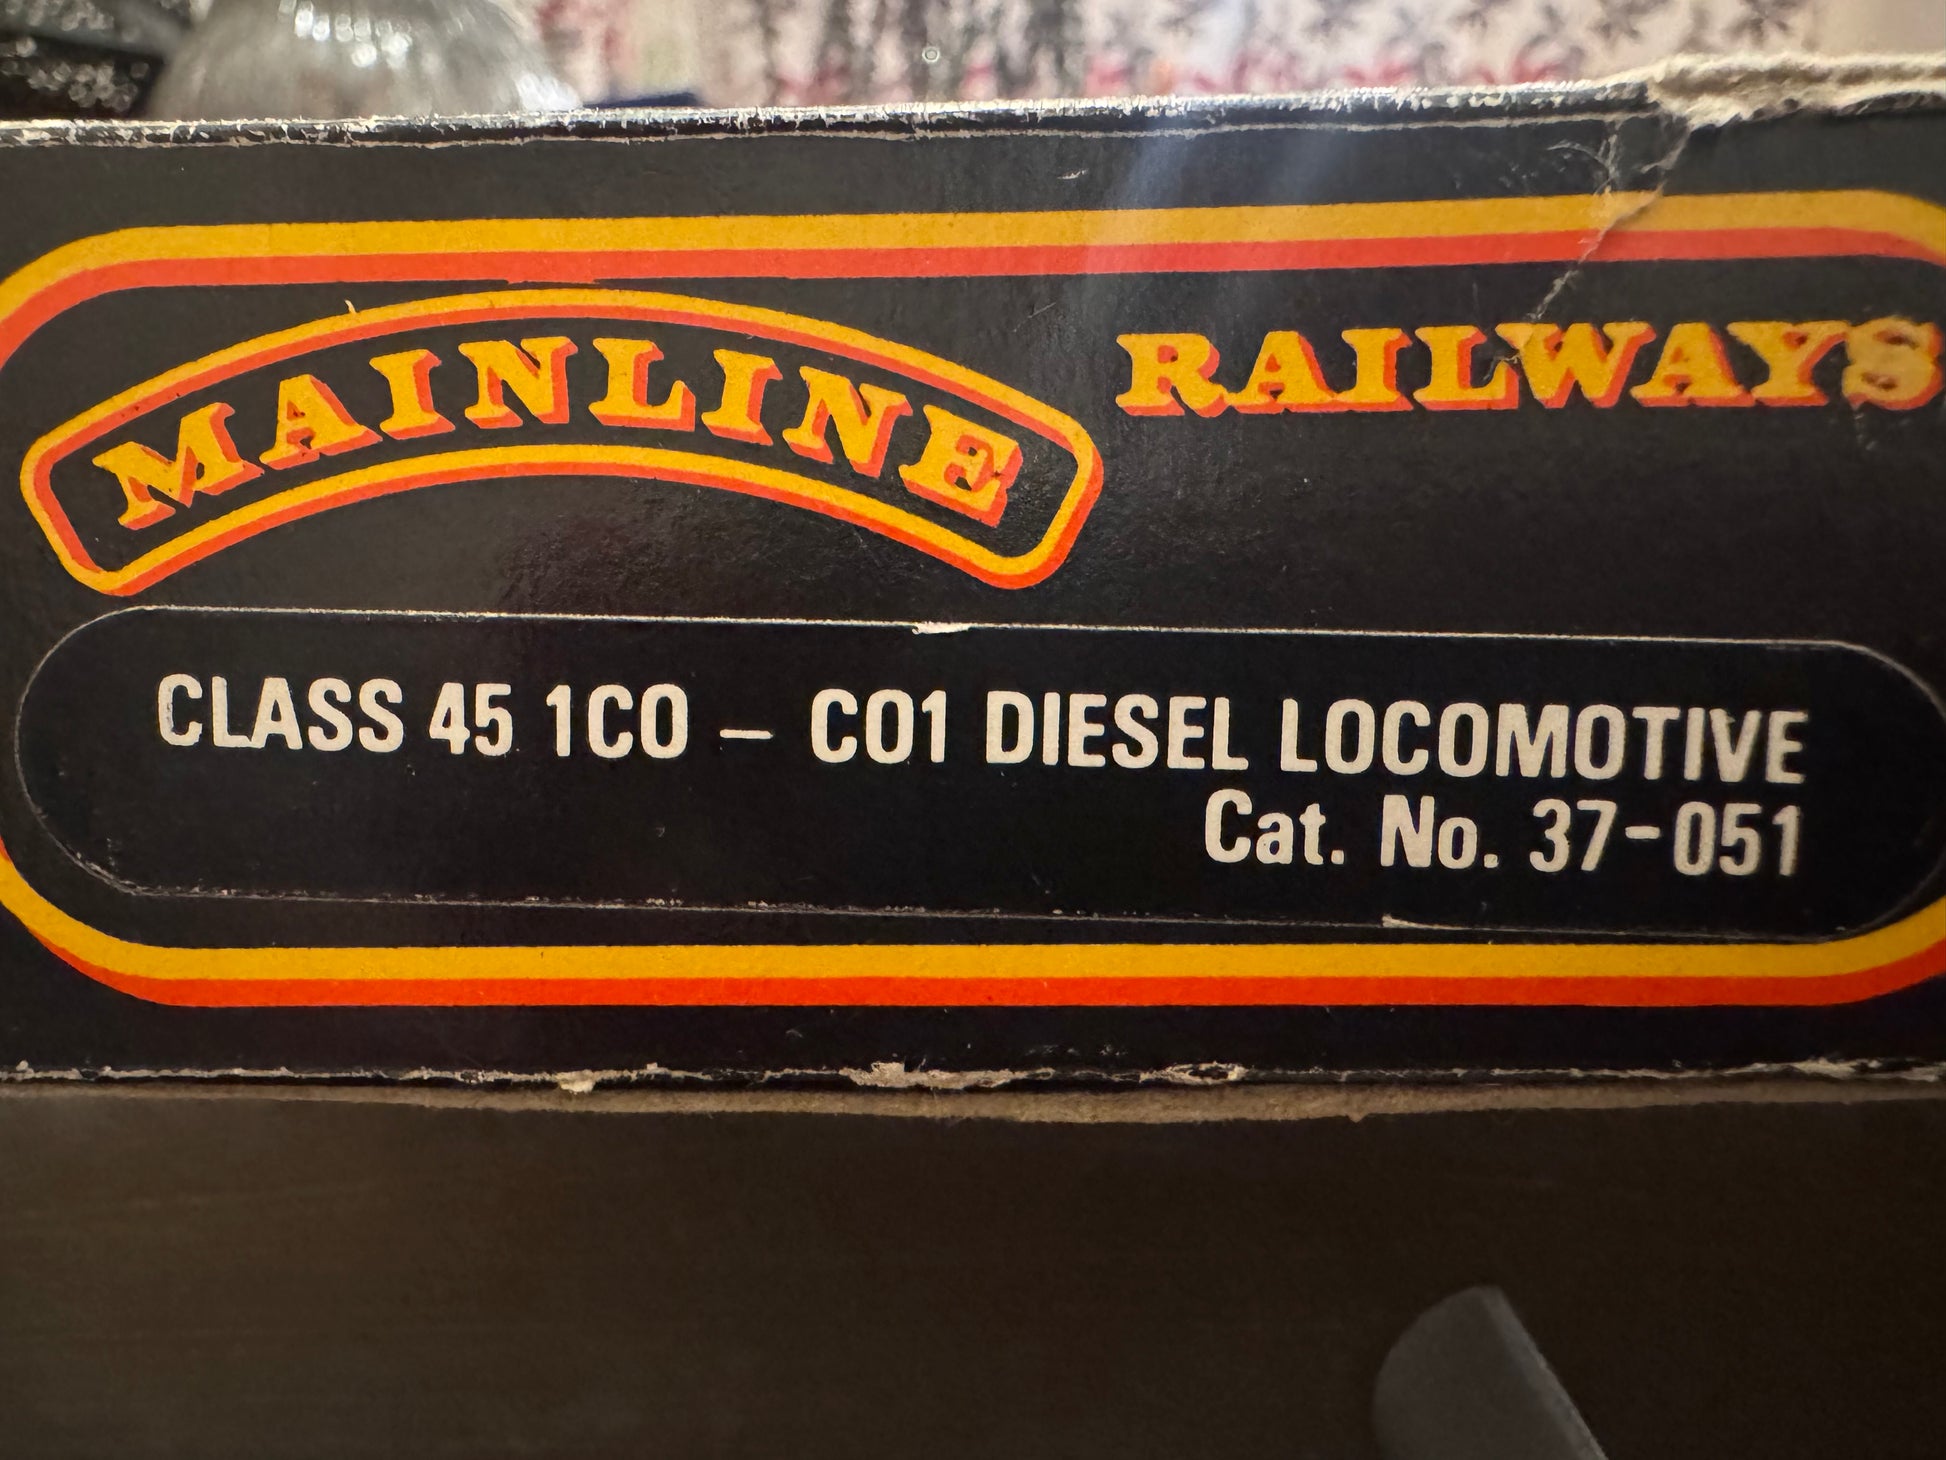 MAINLINE RAILWAYS
CLASS 45 1CO – CO1 DIESEL LOCOMOTIVE
Cat. No. 37-051